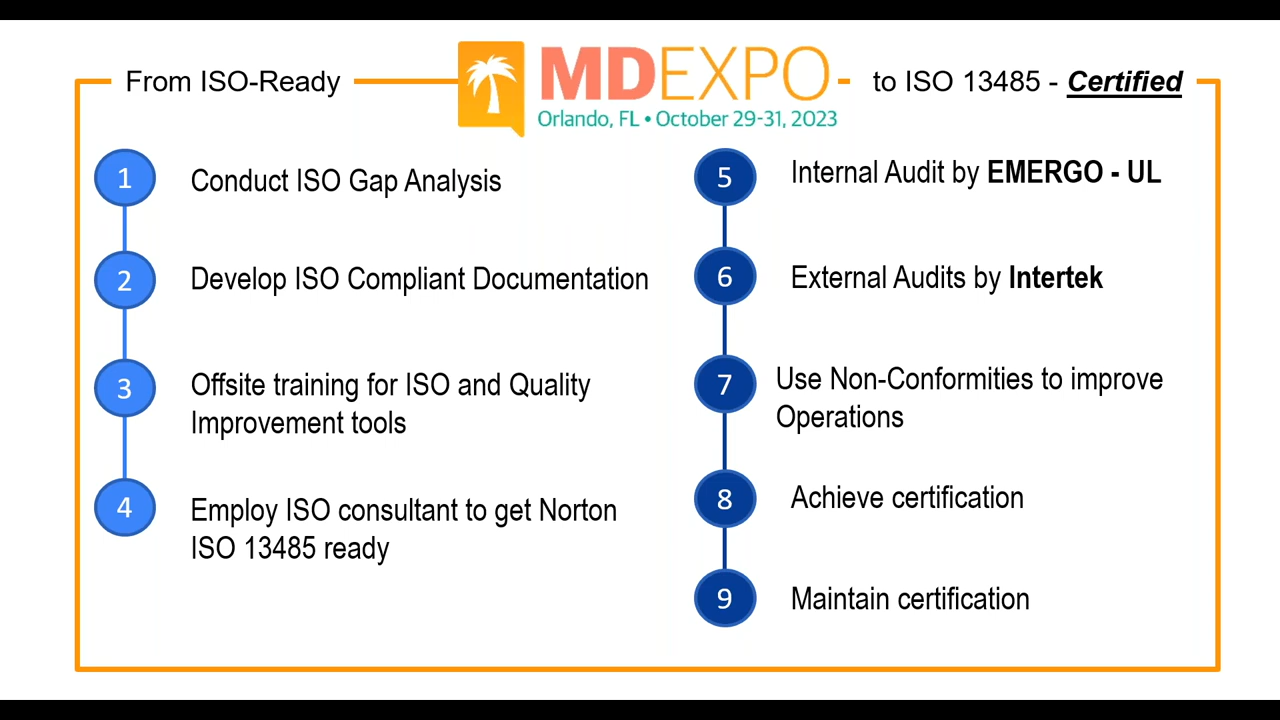 From ISO-Ready
MDEXPO
Orlando, FL • October 29-31, 2023
to ISO 13485 - Certified
1
Conduct ISO Gap Analysis
2
Develop ISO Compliant Documentation
3
Offsite training for ISO and Quality
Improvement tools
4
Employ ISO consultant to get Norton
ISO 13485 ready
5
Internal Audit by EMERGO - UL
6
External Audits by Intertek
7
Use Non-Conformities to improve
Operations
8
Achieve certification
9
Maintain certification